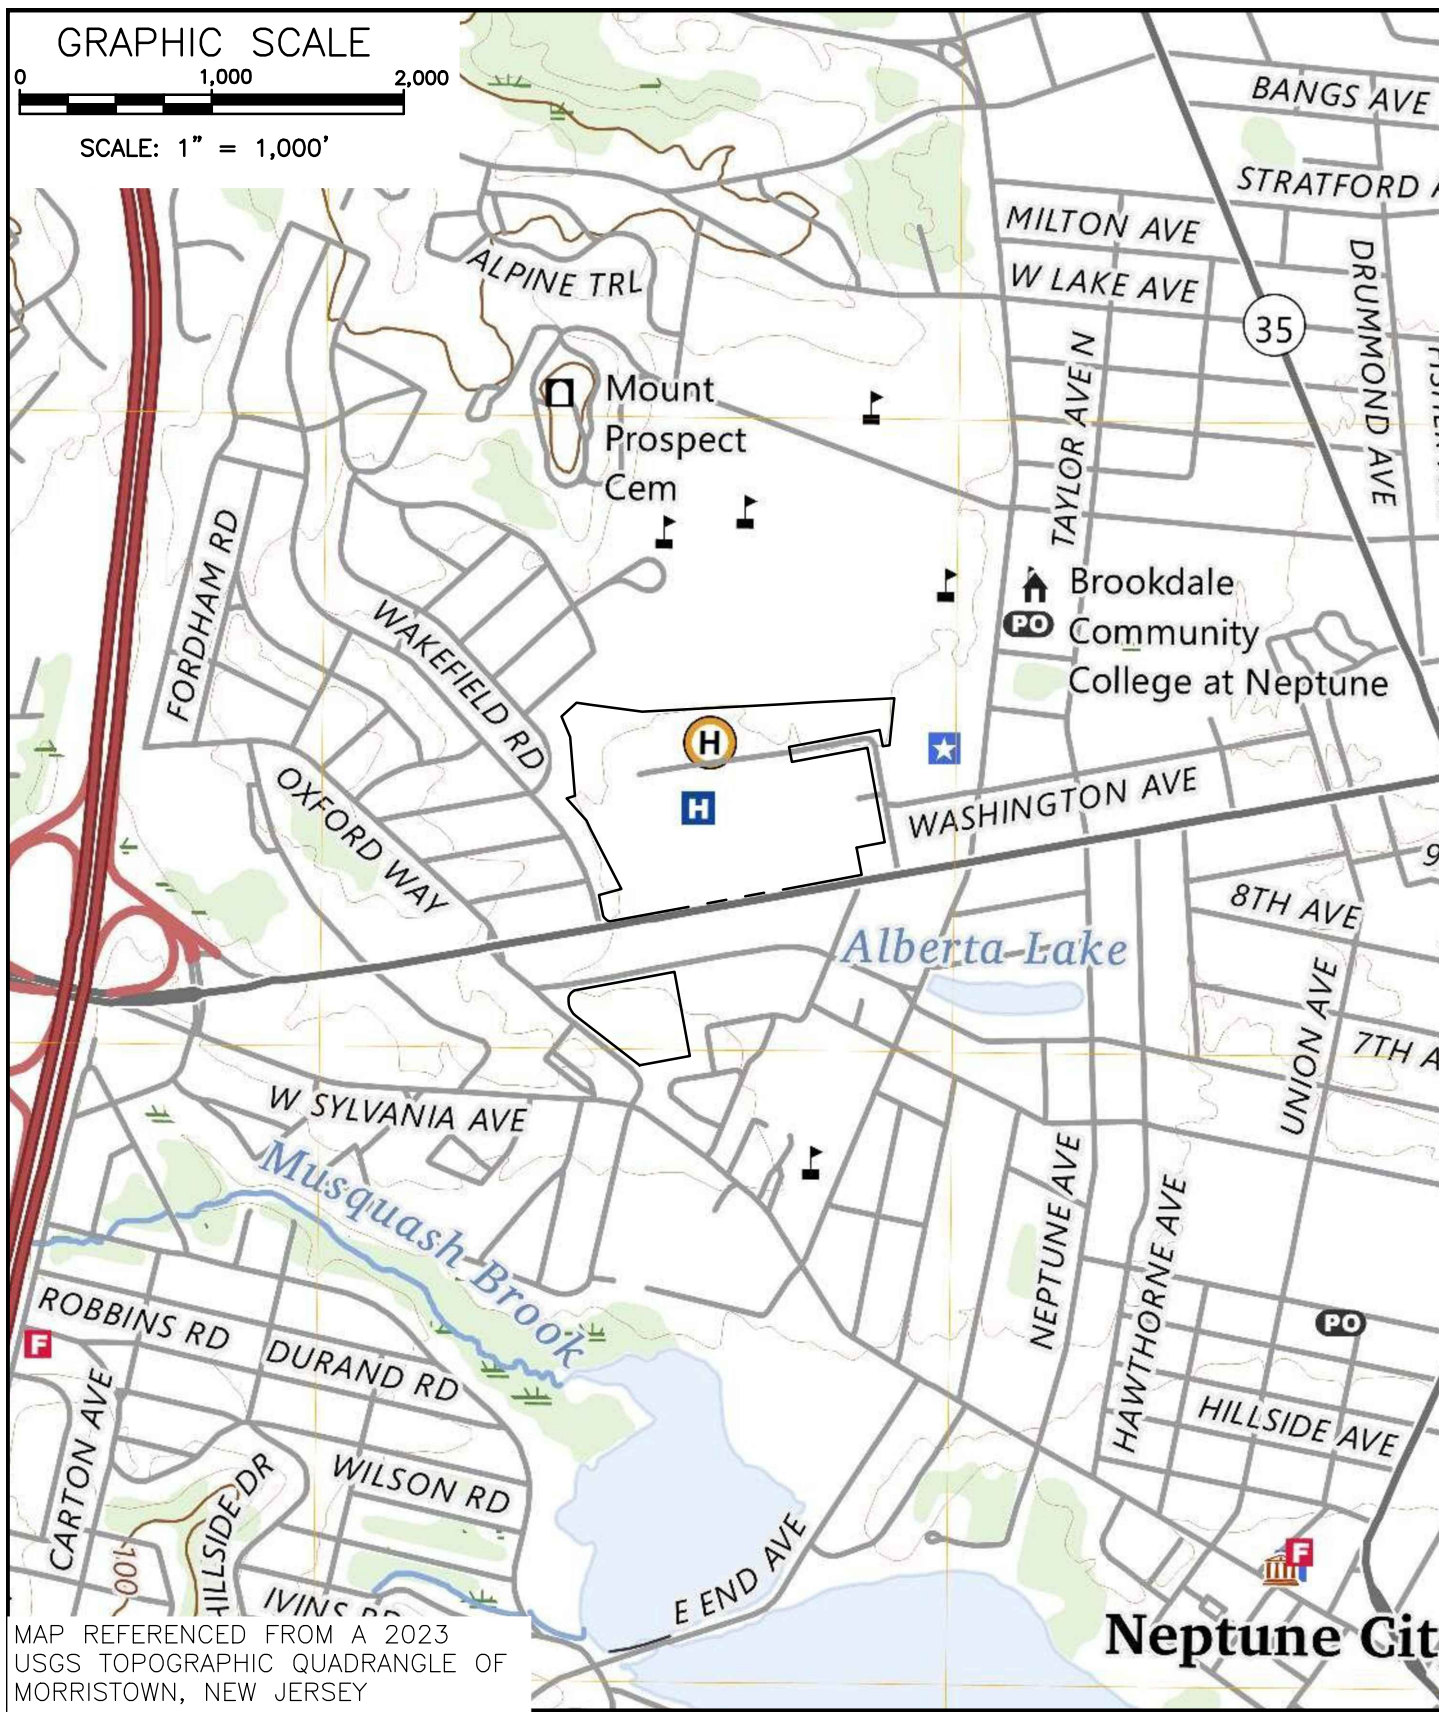 GRAPHIC SCALE
0 1,000 2,000
SCALE: 1" = 1,000'
BANGS AVE
STRATFORD A
MILTON AVE
W LAKE AVE
35
DRUMMOND AVE
TAYLOR AVE N
ALPINE TRL
Mount
Prospect
Cem
FORDHAM RD
WAKEFIELD RD
OXFORD WAY
PO
Brookdale
Community
College at Neptune
H
H
WASHINGTON AVE
9
8TH AVE
Alberta Lake
UNION AVE
7TH A
W SYLVANIA AVE
Musquash Brook
NEPTUNE AVE
HAWTHORNE AVE
PO
HILLSIDE AVE
ROBBINS RD
F
DURAND RD
CARTON AVE
WILSON RD
HILLSIDE DR
100
IVINS RD
E END AVE
F
Neptune Cit
MAP REFERENCED FROM A 2023
USGS TOPOGRAPHIC QUADRANGLE OF
MORRISTOWN, NEW JERSEY